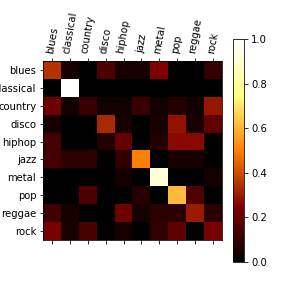 blues classical country disco hiphop jazz metal pop reggae rock
blues
lassical
country
disco
hiphop
jazz
metal
pop
reggae
rock
1.0
0.8
0.6
0.4
0.2
0.0